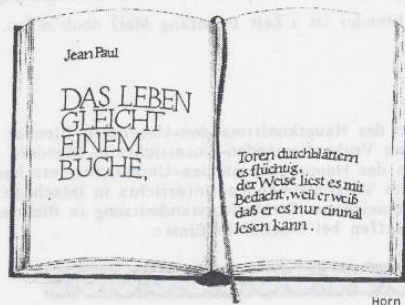 Jean Paul
DAS LEBEN
GLEICHT
EINEM
BUCHE,
Toren durchblättern
es flüchtig,
der Weise liest es mit
Bedacht, weil er weiß
daß er es nur einmal
lesen kann.
Horn